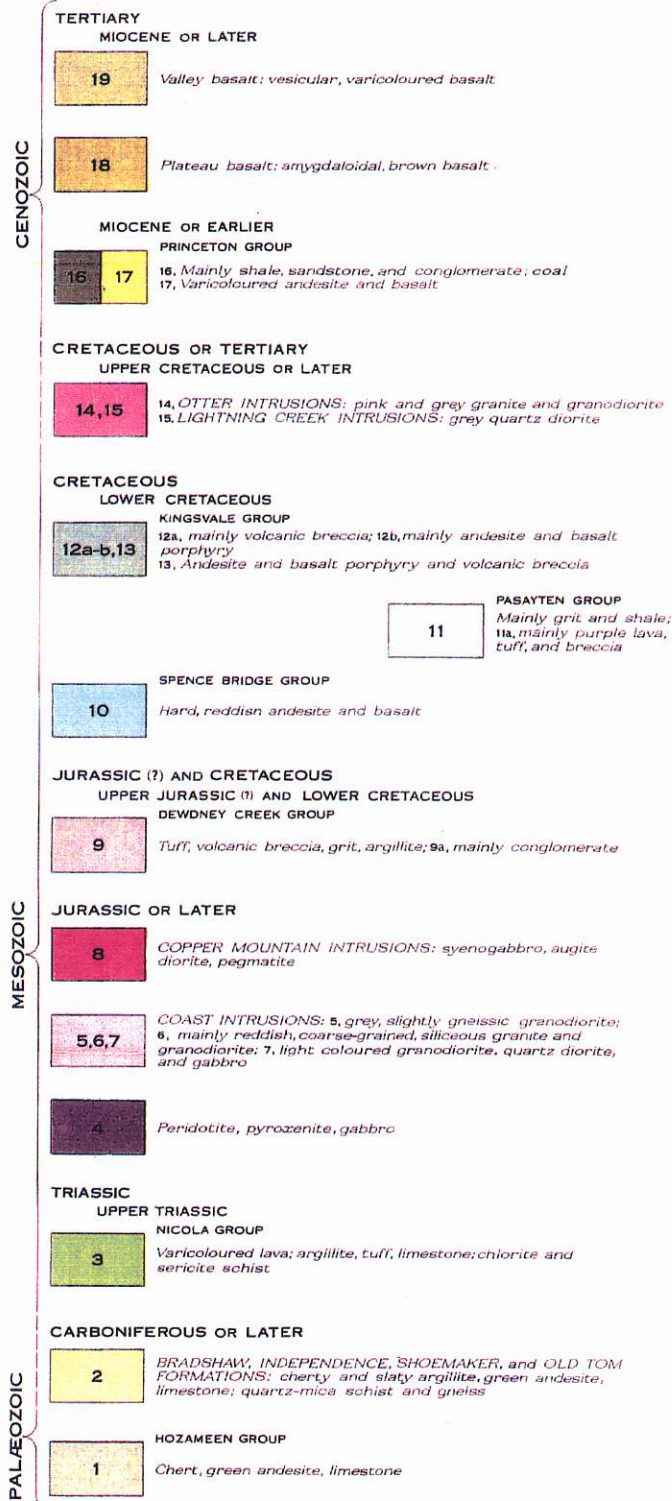 TERTIARY
MIOCENE OR LATER
19
Valley basalt: vesicular, varicoloured basalt
18
Plateau basalt: amygdaloidal, brown basalt
CENOZOIC
MIOCENE OR EARLIER
PRINCETON GROUP
16 17
16, Mainly shale, sandstone, and conglomerate; coal
17, Varicoloured andesite and basalt
CRETACEOUS OR TERTIARY
UPPER CRETACEOUS OR LATER
14,15
14, OTTER INTRUSIONS: pink and grey granite and granodiorite
15, LIGHTNING CREEK INTRUSIONS: grey quartz diorite
CRETACEOUS
LOWER CRETACEOUS
KINGSVALE GROUP
12a-b,13
12a, mainly volcanic breccia; 12b, mainly andesite and basalt
porphyry
13, Andesite and basalt porphyry and volcanic breccia
PASAYTEN GROUP
11
Mainly grit and shale;
11a, mainly purple lava,
tuff, and breccia
SPENCE BRIDGE GROUP
10
Hard, reddish andesite and basalt
JURASSIC (?) AND CRETACEOUS
UPPER JURASSIC (?) AND LOWER CRETACEOUS
DEWDNEY CREEK GROUP
9
Tuff, volcanic breccia, grit, argillite; 9a, mainly conglomerate
MESOZOIC
JURASSIC OR LATER
8
COPPER MOUNTAIN INTRUSIONS: syenogabbro, augite
diorite, pegmatite
5,6,7
COAST INTRUSIONS: 5, grey, slightly gneissic granodiorite;
6, mainly reddish, coarse-grained, siliceous granite and
granodiorite; 7, light coloured granodiorite, quartz diorite,
and gabbro
4
Peridotite, pyroxenite, gabbro
TRIASSIC
UPPER TRIASSIC
NICOLA GROUP
3
Varicoloured lava; argillite, tuff, limestone; chlorite and
sericite schist
CARBONIFEROUS OR LATER
2
BRADSHAW, INDEPENDENCE, SHOEMAKER, and OLD TOM
FORMATIONS: cherty and slaty argillite, green andesite,
limestone; quartz-mica schist and gneiss
PALÆOZOIC
HOZAMEEN GROUP
1
Chert, green andesite, limestone